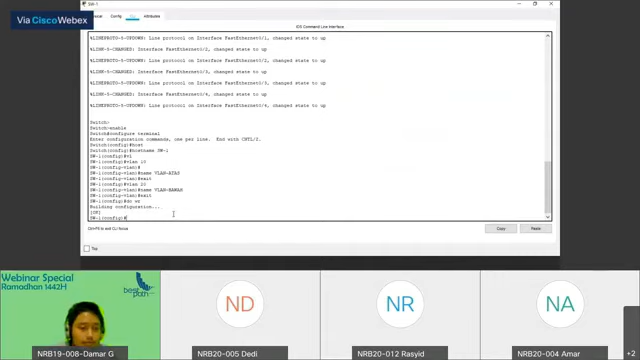 Via Cisco Webex
SW-1
Config
Attributes
IOS Command Line Interface
%LINEPROTO-5-UPDOWN: Line protocol on Interface FastEthernet0/1, changed state to up
%LINK-5-CHANGED: Interface FastEthernet0/2, changed state to up
%LINEPROTO-5-UPDOWN: Line protocol on Interface FastEthernet0/2, changed state to up
%LINK-5-CHANGED: Interface FastEthernet0/3, changed state to up
%LINEPROTO-5-UPDOWN: Line protocol on Interface FastEthernet0/3, changed state to up
%LINK-5-CHANGED: Interface FastEthernet0/4, changed state to up
%LINEPROTO-5-UPDOWN: Line protocol on Interface FastEthernet0/4, changed state to up
Switch>
Switch>enable
Switch#configure terminal
Enter configuration commands, one per line. End with CNTL/Z.
Switch(config)#host
Switch(config)#hostname SW-1
SW-1(config)#vl
SW-1(config)#vlan 10
SW-1(config-vlan)#
SW-1(config-vlan)#name VLAN-ATAS
SW-1(config-vlan)#exit
SW-1(config)#vlan 20
SW-1(config-vlan)#name VLAN-BAWAH
SW-1(config-vlan)#exit
SW-1(config)#do wr
Building configuration...
[OK]
SW-1(config)#
Ctrl+F6 to exit CLI focus
Copy
Paste
Top
Webinar Special
Ramadhan 1442H
best path
ND
NR
NA
NRB19-008-Damar G
NRB20-005 Dedi
NRB20-012 Rasyid
NRB20-004 Amar
+2